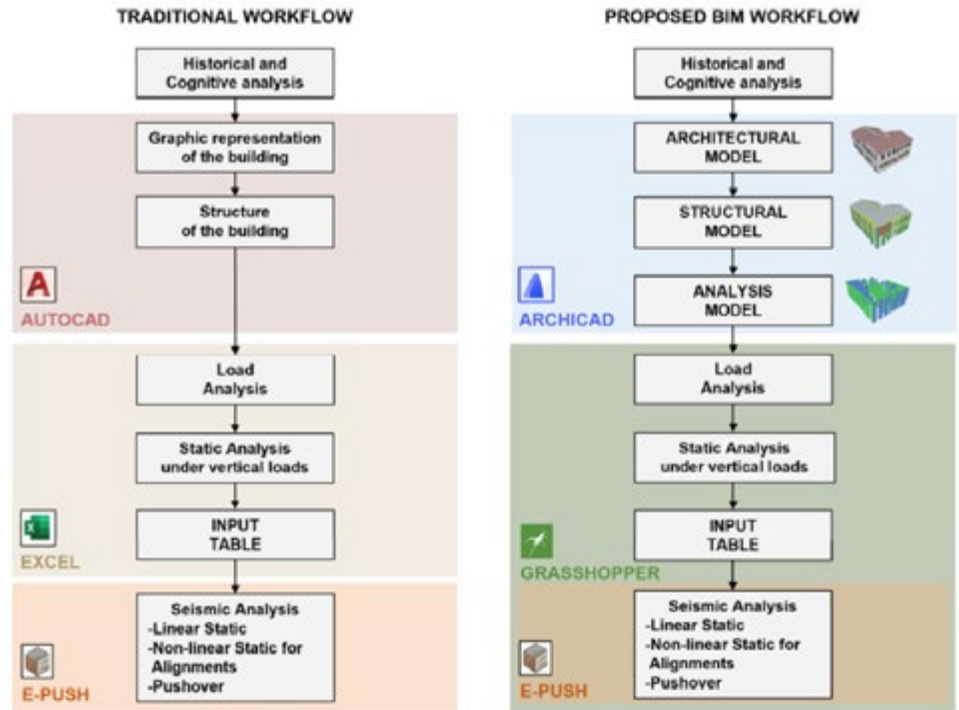 TRADITIONAL WORKFLOW
Historical and
Cognitive analysis
Graphic representation
of the building
Structure
of the building
AUTOCAD
Load
Analysis
Static Analysis
under vertical loads
INPUT
TABLE
EXCEL
Seismic Analysis
-Linear Static
-Non-linear Static for
Alignments
-Pushover
E-PUSH
PROPOSED BIM WORKFLOW
Historical and
Cognitive analysis
ARCHITECTURAL
MODEL
STRUCTURAL
MODEL
ANALYSIS
MODEL
ARCHICAD
Load
Analysis
Static Analysis
under vertical loads
INPUT
TABLE
GRASSHOPPER
Seismic Analysis
-Linear Static
-Non-linear Static for
Alignments
-Pushover
E-PUSH